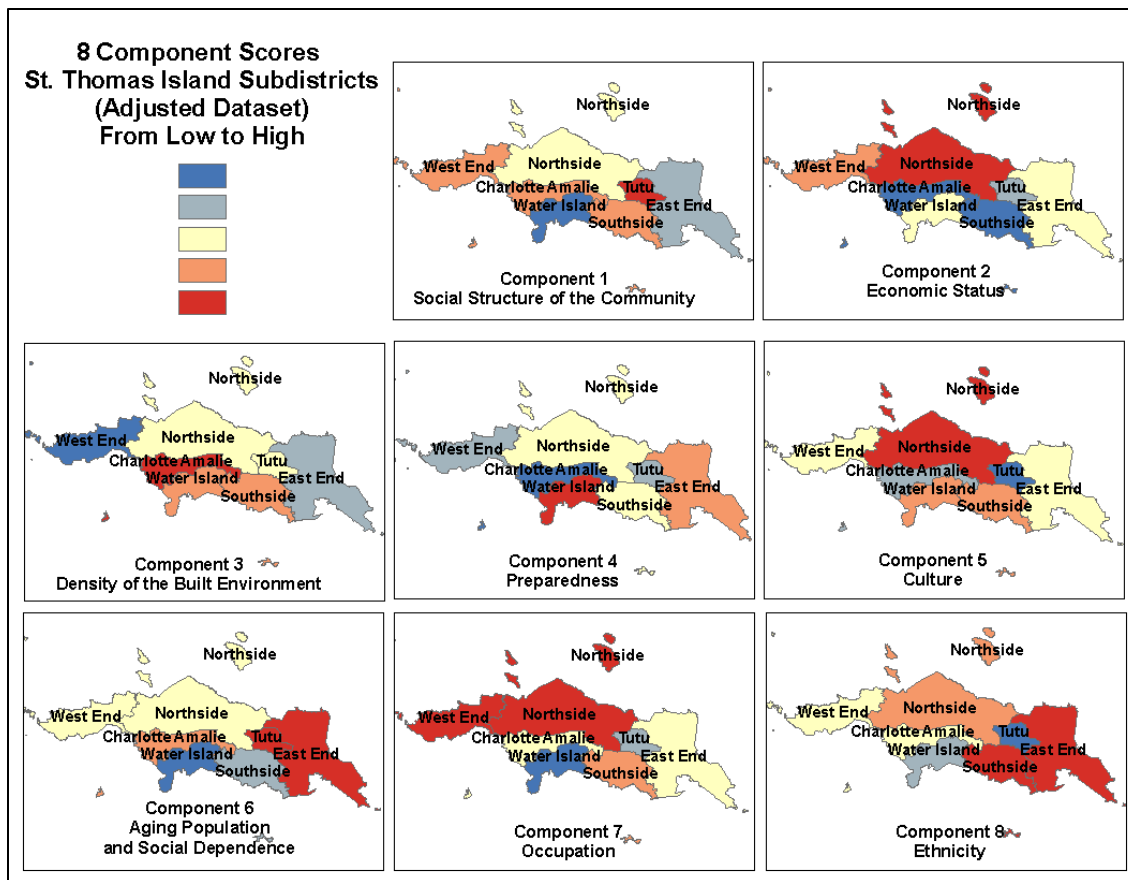 8 Component Scores
St. Thomas Island Subdistricts
(Adjusted Dataset)
From Low to High
Northside
West End
Northside
Charlotte Amalie
Tutu
Water Island
East End
Southside
Component 1
Social Structure of the Community
Northside
West End
Northside
Charlotte Amalie
Tutu
Water Island
East End
Southside
Component 2
Economic Status
Northside
West End
Northside
Charlotte Amalie
Tutu
Water Island
East End
Southside
Component 3
Density of the Built Environment
Northside
West End
Northside
Charlotte Amalie
Tutu
Water Island
East End
Southside
Component 4
Preparedness
Northside
West End
Northside
Charlotte Amalie
Tutu
Water Island
East End
Southside
Component 5
Culture
Northside
West End
Northside
Charlotte Amalie
Tutu
Water Island
East End
Southside
Component 6
Aging Population
and Social Dependence
Northside
West End
Northside
Charlotte Amalie
Tutu
Water Island
East End
Southside
Component 7
Occupation
Northside
West End
Northside
Charlotte Amalie
Tutu
Water Island
East End
Southside
Component 8
Ethnicity